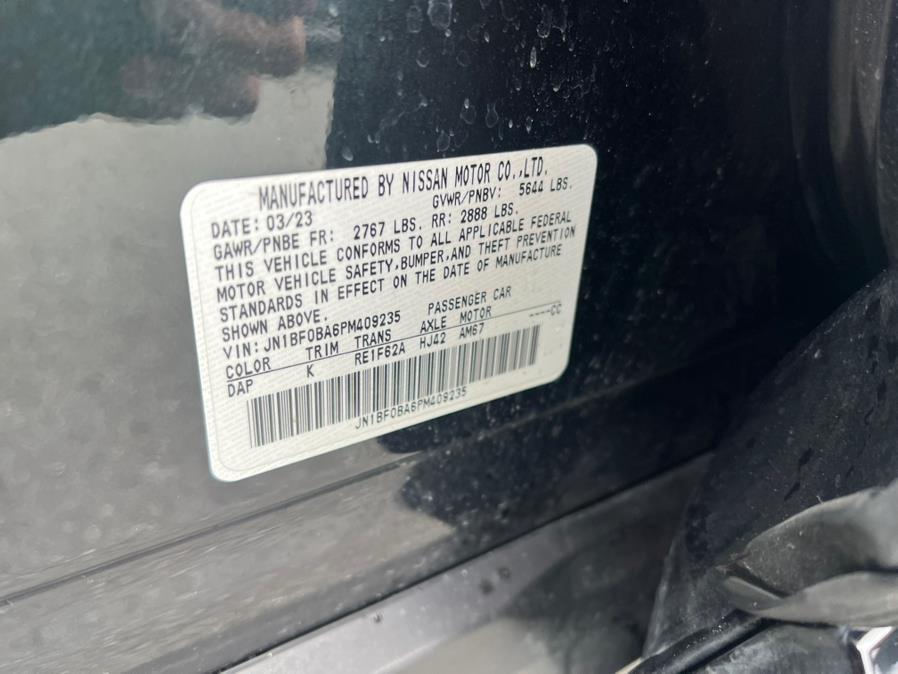 MANUFACTURED BY NISSAN MOTOR CO.,LTD.
DATE: 03/23 GVWR/PNBV: 5644 LBS.
GAWR/PNBE FR: 2767 LBS. RR: 2888 LBS.
THIS VEHICLE CONFORMS TO ALL APPLICABLE FEDERAL
MOTOR VEHICLE SAFETY,BUMPER,AND THEFT PREVENTION
STANDARDS IN EFFECT ON THE DATE OF MANUFACTURE
SHOWN ABOVE.
VIN: JN1BF0BA6PM409235 PASSENGER CAR
COLOR TRIM TRANS AXLE MOTOR
DAP K RE1F62A HJ42 AM67 ----CC
JN1BF0BA6PM409235